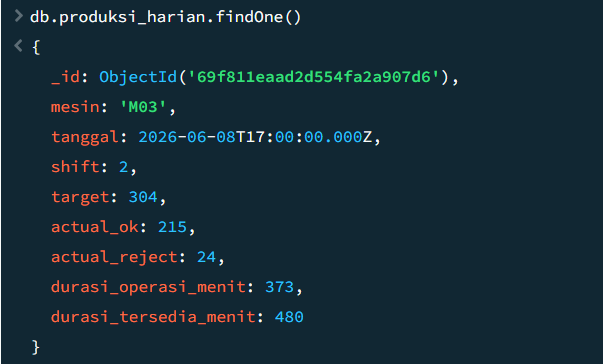 > db.produksi_harian.findOne()
< {
_id: ObjectId('69f811eaad2d554fa2a907d6'),
mesin: 'M03',
tanggal: 2026-06-08T17:00:00.000Z,
shift: 2,
target: 304,
actual_ok: 215,
actual_reject: 24,
durasi_operasi_menit: 373,
durasi_tersedia_menit: 480
}